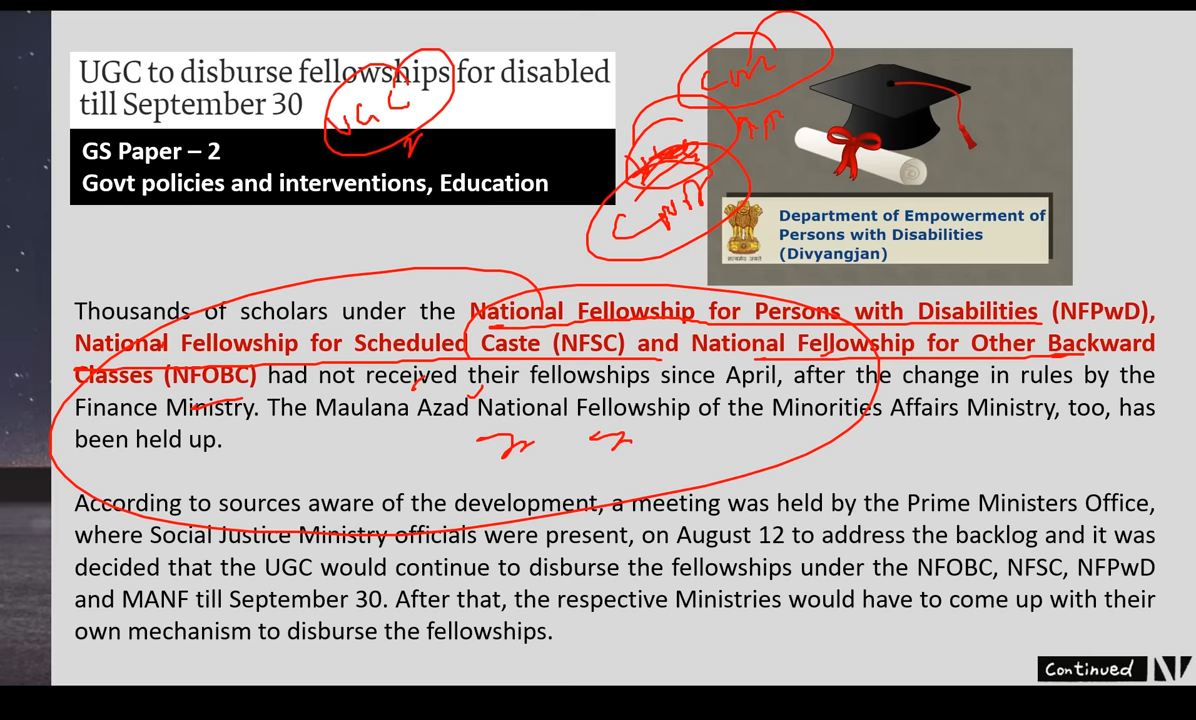 UGC to disburse fellowships for disabled
till September 30
UGC
GS Paper – 2
Govt policies and interventions, Education
Department of Empowerment of
Persons with Disabilities
(Divyangjan)
Thousands of scholars under the National Fellowship for Persons with Disabilities (NFPwD),
National Fellowship for Scheduled Caste (NFSC) and National Fellowship for Other Backward
Classes (NFOBC) had not received their fellowships since April, after the change in rules by the
Finance Ministry. The Maulana Azad National Fellowship of the Minorities Affairs Ministry, too, has
been held up.
According to sources aware of the development, a meeting was held by the Prime Ministers Office,
where Social Justice Ministry officials were present, on August 12 to address the backlog and it was
decided that the UGC would continue to disburse the fellowships under the NFOBC, NFSC, NFPwD
and MANF till September 30. After that, the respective Ministries would have to come up with their
own mechanism to disburse the fellowships.
Continued